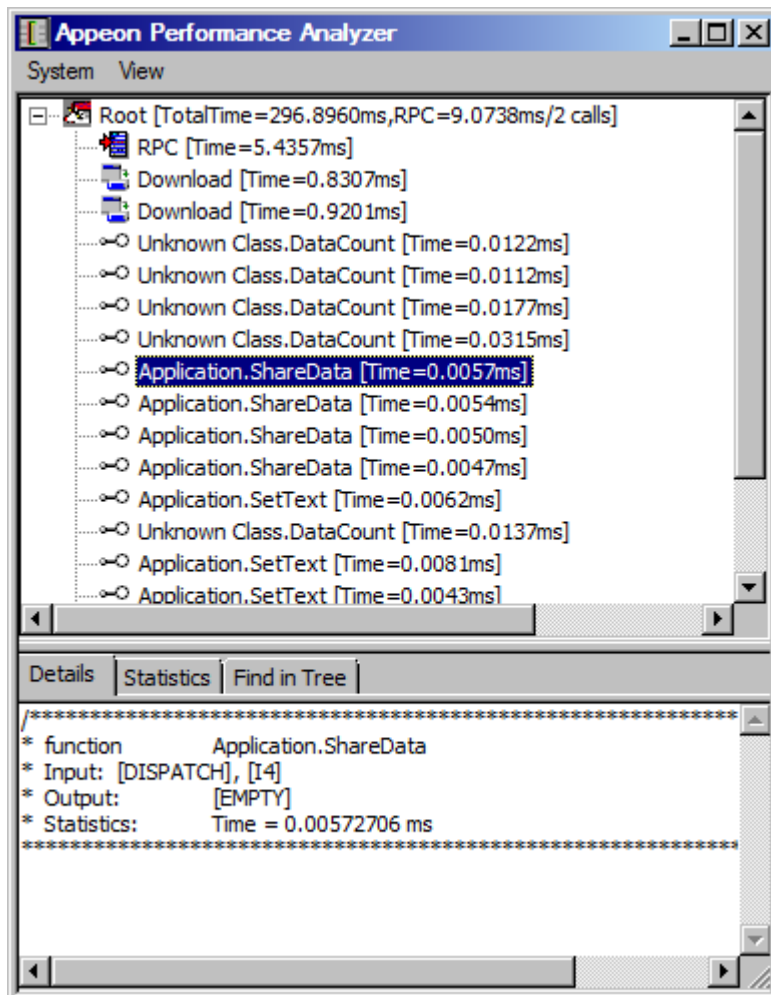 Appeon Performance Analyzer
System View
Root [TotalTime=296.8960ms,RPC=9.0738ms/2 calls]
RPC [Time=5.4357ms]
Download [Time=0.8307ms]
Download [Time=0.9201ms]
Unknown Class.DataCount [Time=0.0122ms]
Unknown Class.DataCount [Time=0.0112ms]
Unknown Class.DataCount [Time=0.0177ms]
Unknown Class.DataCount [Time=0.0315ms]
Application.ShareData [Time=0.0057ms]
Application.ShareData [Time=0.0054ms]
Application.ShareData [Time=0.0050ms]
Application.ShareData [Time=0.0047ms]
Application.SetText [Time=0.0062ms]
Unknown Class.DataCount [Time=0.0137ms]
Application.SetText [Time=0.0081ms]
Application.SetText [Time=0.0043ms]
Details Statistics Find in Tree
/************************************************************
* function Application.ShareData
* Input: [DISPATCH], [I4]
* Output: [EMPTY]
* Statistics: Time = 0.00572706 ms
************************************************************